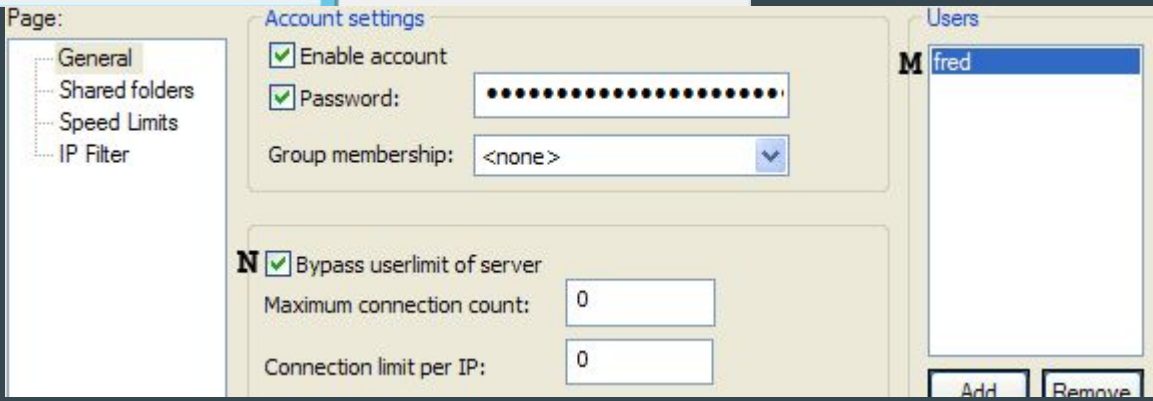 Page:
General
Shared folders
Speed Limits
IP Filter
Account settings
Enable account
Password:
Group membership: <none>
N Bypass userlimit of server
Maximum connection count: 0
Connection limit per IP: 0
Users
M fred
Add Remove